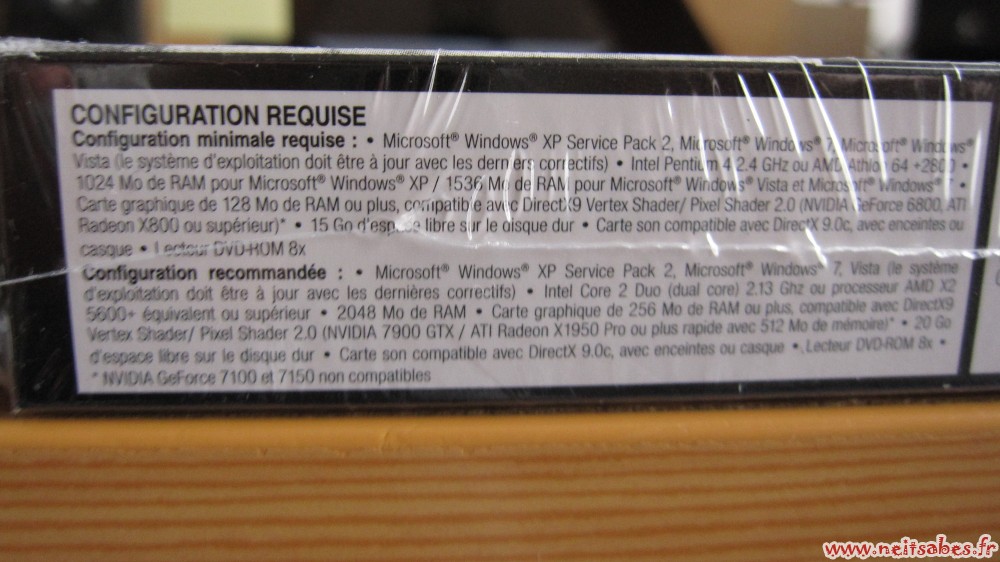 CONFIGURATION REQUISE
Configuration minimale requise : • Microsoft® Windows® XP Service Pack 2, Microsoft® Windows® 7, Microsoft® Windows®
Vista (le système d'exploitation doit être à jour avec les derniers correctifs) • Intel Pentium 4 2.4 GHz ou AMD Athlon 64 +2800 •
1024 Mo de RAM pour Microsoft® Windows® XP / 1536 Mo de RAM pour Microsoft® Windows® Vista et Microsoft® Windows® 7 •
Carte graphique de 128 Mo de RAM ou plus, compatible avec DirectX9 Vertex Shader/ Pixel Shader 2.0 (NVIDIA GeForce 6800, ATI
Radeon X800 ou supérieur)* • 15 Go d'espace libre sur le disque dur • Carte son compatible avec DirectX 9.0c, avec enceintes ou
casque • Lecteur DVD-ROM 8x
Configuration recommandée : • Microsoft® Windows® XP Service Pack 2, Microsoft® Windows® 7, Vista (le système
d'exploitation doit être à jour avec les dernières correctifs) • Intel Core 2 Duo (dual core) 2.13 Ghz ou processeur AMD X2
5600+ équivalent ou supérieur • 2048 Mo de RAM • Carte graphique de 256 Mo de RAM ou plus, compatible avec DirectX9
Vertex Shader/ Pixel Shader 2.0 (NVIDIA 7900 GTX / ATI Radeon X1950 Pro ou plus rapide avec 512 Mo de mémoire)* • 20 Go
d'espace libre sur le disque dur • Carte son compatible avec DirectX 9.0c, avec enceintes ou casque • Lecteur DVD-ROM 8x •
* NVIDIA GeForce 7100 et 7150 non compatibles
www.neitsabes.fr